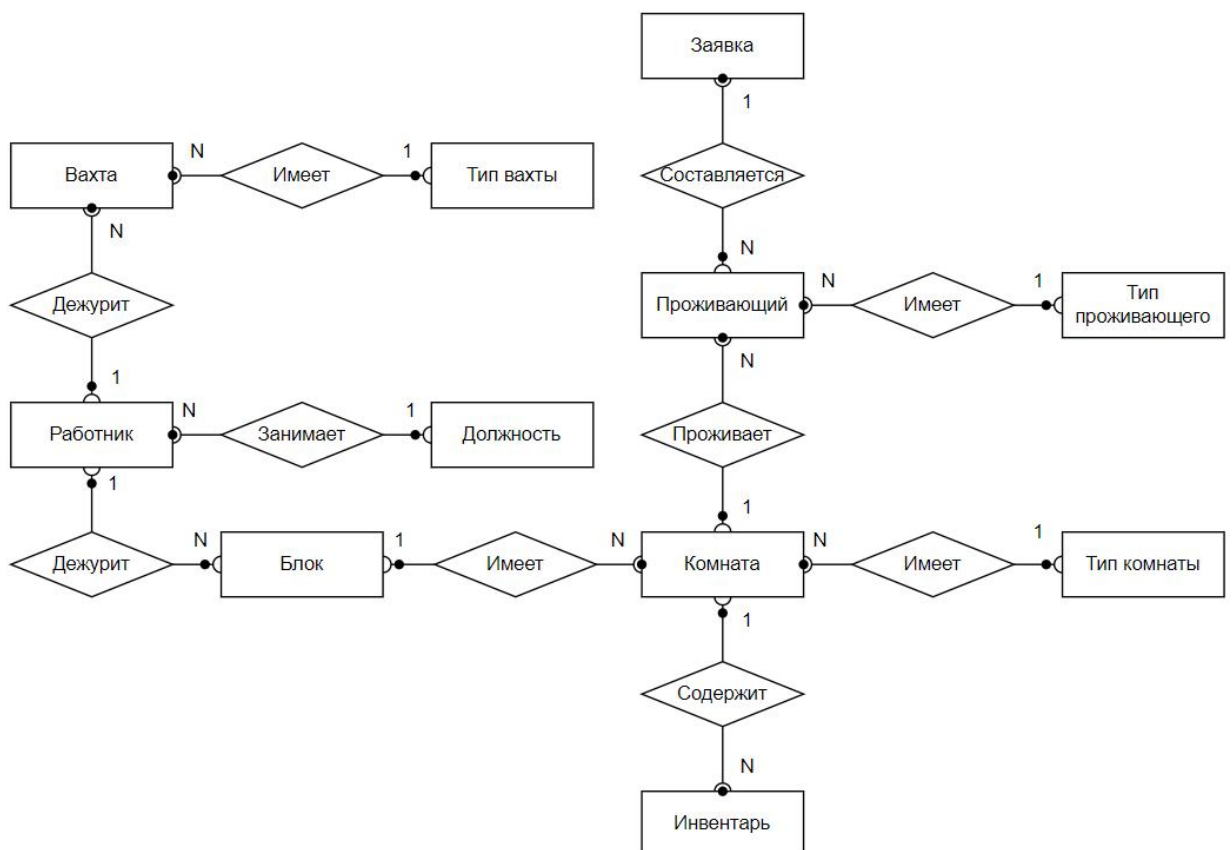 Заявка
1
N
1
Вахта
Имеет
Тип вахты
Составляется
N
Дежурит
N
N
1
Проживающий
Имеет
Тип
проживающего
N
1
N
1
Работник
Занимает
Должность
Проживает
1
1
N
1
N
N
1
Дежурит
Блок
Имеет
Комната
Имеет
Тип комнаты
1
Содержит
N
Инвентарь